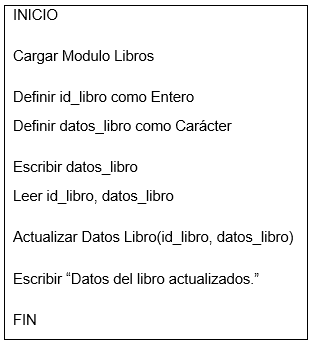 INICIO
Cargar Modulo Libros
Definir id_libro como Entero
Definir datos_libro como Carácter
Escribir datos_libro
Leer id_libro, datos_libro
Actualizar Datos Libro(id_libro, datos_libro)
Escribir “Datos del libro actualizados.”
FIN